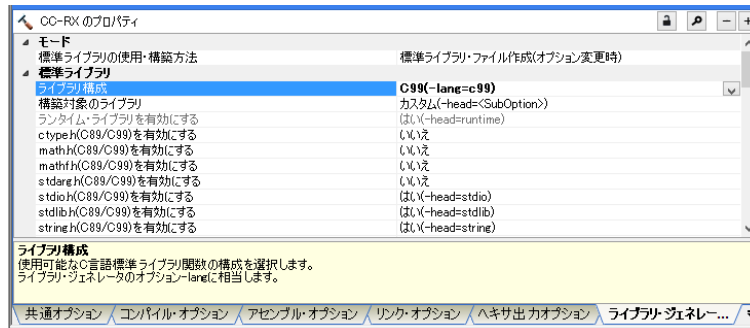 CC-RX のプロパティ
モード
標準ライブラリの使用・構築方法 標準ライブラリ・ファイル作成(オプション変更時)
標準ライブラリ
ライブラリ構成 C99(-lang=c99)
構築対象のライブラリ カスタム(-head=<SubOption>)
ランタイム・ライブラリを有効にする はい(-head=runtime)
ctype.h(C89/C99)を有効にする いいえ
math.h(C89/C99)を有効にする いいえ
mathf.h(C89/C99)を有効にする いいえ
stdarg.h(C89/C99)を有効にする いいえ
stdio.h(C89/C99)を有効にする はい(-head=stdio)
stdlib.h(C89/C99)を有効にする はい(-head=stdlib)
string.h(C89/C99)を有効にする はい(-head=string)
ライブラリ構成
使用可能なC言語標準ライブラリ関数の構成を選択します。
ライブラリ・ジェネレータのオプション-langに相当します。
共通オプション コンパイル・オプション アセンブル・オプション リンク・オプション ヘキサ出力オプション ライブラリ・ジェネレー...